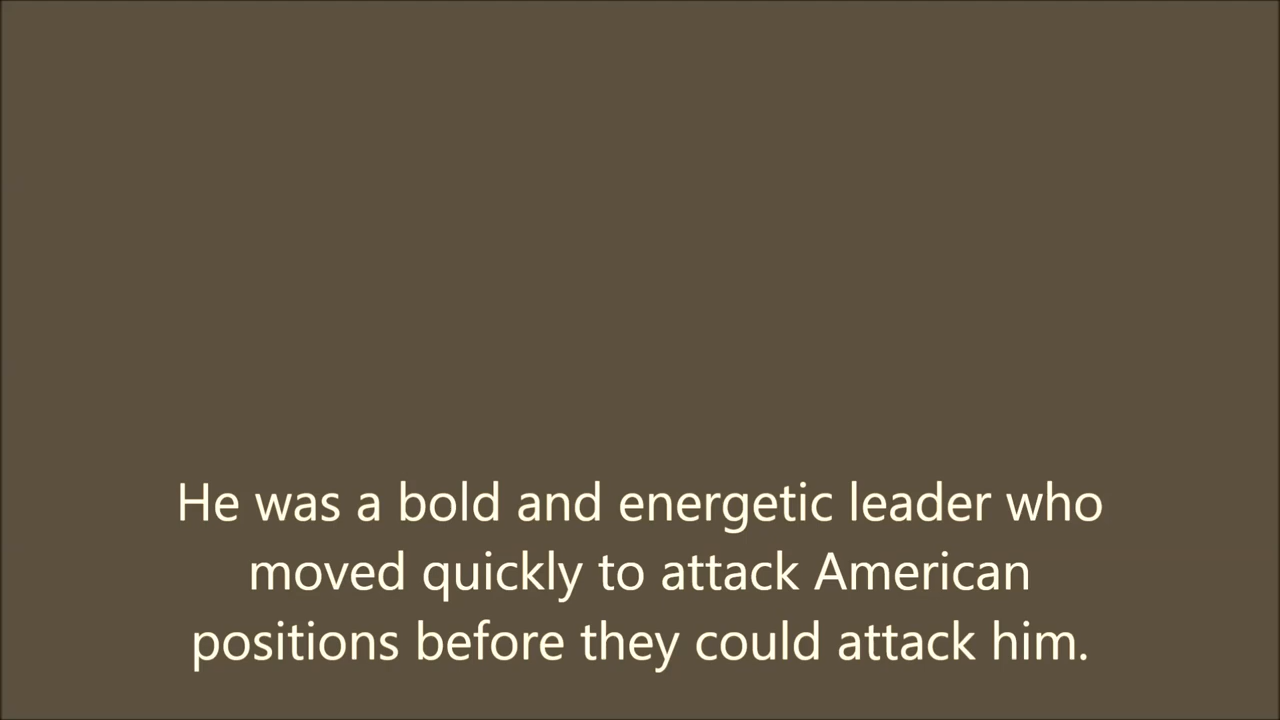 He was a bold and energetic leader who
moved quickly to attack American
positions before they could attack him.